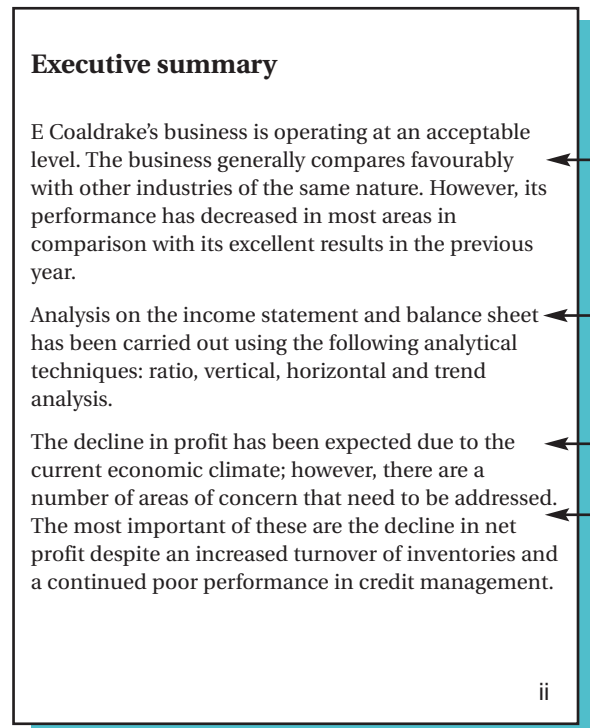 Executive summary
E Coaldrake's business is operating at an acceptable
level. The business generally compares favourably
with other industries of the same nature. However, its
performance has decreased in most areas in
comparison with its excellent results in the previous
year.
Analysis on the income statement and balance sheet
has been carried out using the following analytical
techniques: ratio, vertical, horizontal and trend
analysis.
The decline in profit has been expected due to the
current economic climate; however, there are a
number of areas of concern that need to be addressed.
The most important of these are the decline in net
profit despite an increased turnover of inventories and
a continued poor performance in credit management.
ii